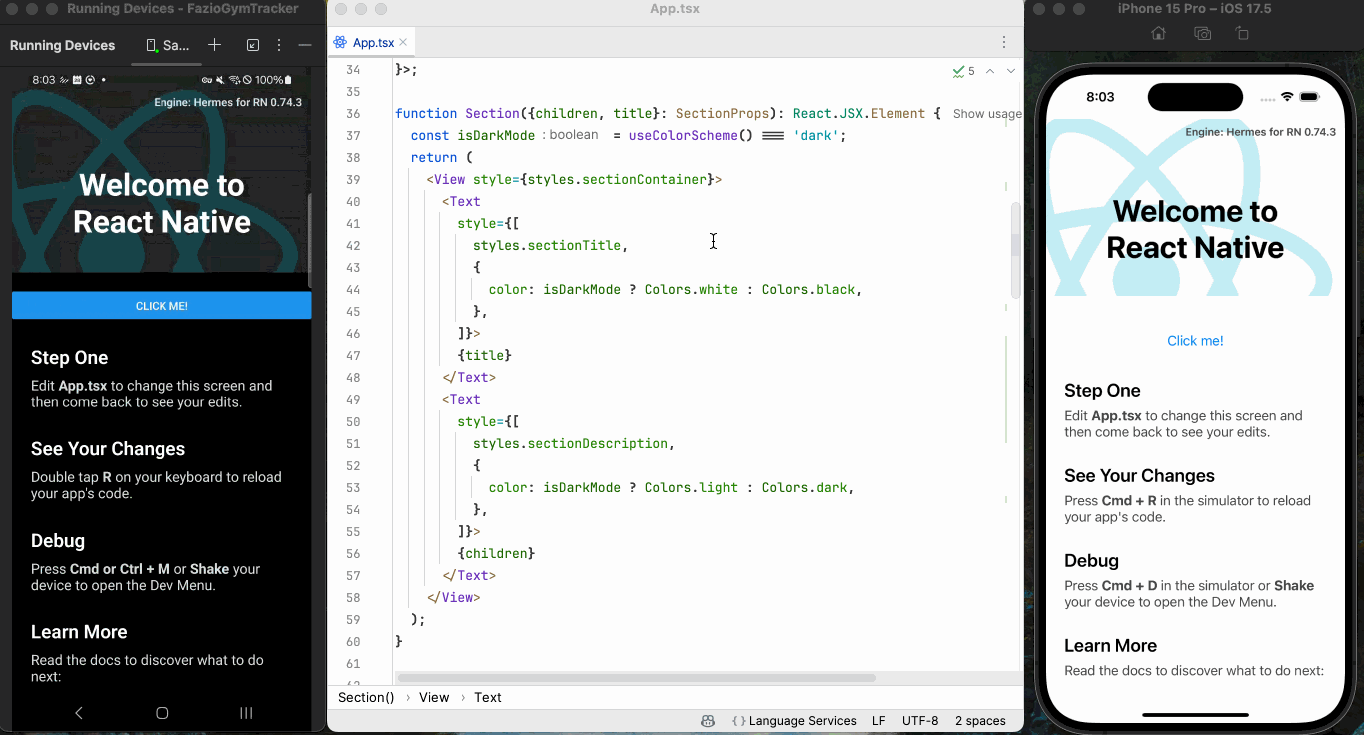 Running Devices - FazioGymTracker
Running Devices
Sa...
8:03
100%
Engine: Hermes for RN 0.74.3
Welcome to
React Native
CLICK ME!
Step One
Edit App.tsx to change this screen and
then come back to see your edits.
See Your Changes
Double tap R on your keyboard to reload
your app's code.
Debug
Press Cmd or Ctrl + M or Shake your
device to open the Dev Menu.
Learn More
Read the docs to discover what to do
next:
App.tsx
App.tsx
5
34 }>;
35
36 function Section({children, title}: SectionProps): React.JSX.Element { Show usage
37 const isDarkMode : boolean = useColorScheme() === 'dark';
38 return (
39 <View style={styles.sectionContainer}>
40 <Text
41 style={[
42 styles.sectionTitle,
43 {
44 color: isDarkMode ? Colors.white : Colors.black,
45 },
46 ]}>
47 {title}
48 </Text>
49 <Text
50 style={[
51 styles.sectionDescription,
52 {
53 color: isDarkMode ? Colors.light : Colors.dark,
54 },
55 ]}>
56 {children}
57 </Text>
58 </View>
59 );
60 }
61
Section() › View › Text
{ } Language Services LF UTF-8 2 spaces
iPhone 15 Pro – iOS 17.5
8:03
Engine: Hermes for RN 0.74.3
Welcome to
React Native
Click me!
Step One
Edit App.tsx to change this screen and
then come back to see your edits.
See Your Changes
Press Cmd + R in the simulator to reload
your app's code.
Debug
Press Cmd + D in the simulator or Shake
your device to open the Dev Menu.
Learn More
Read the docs to discover what to do next: